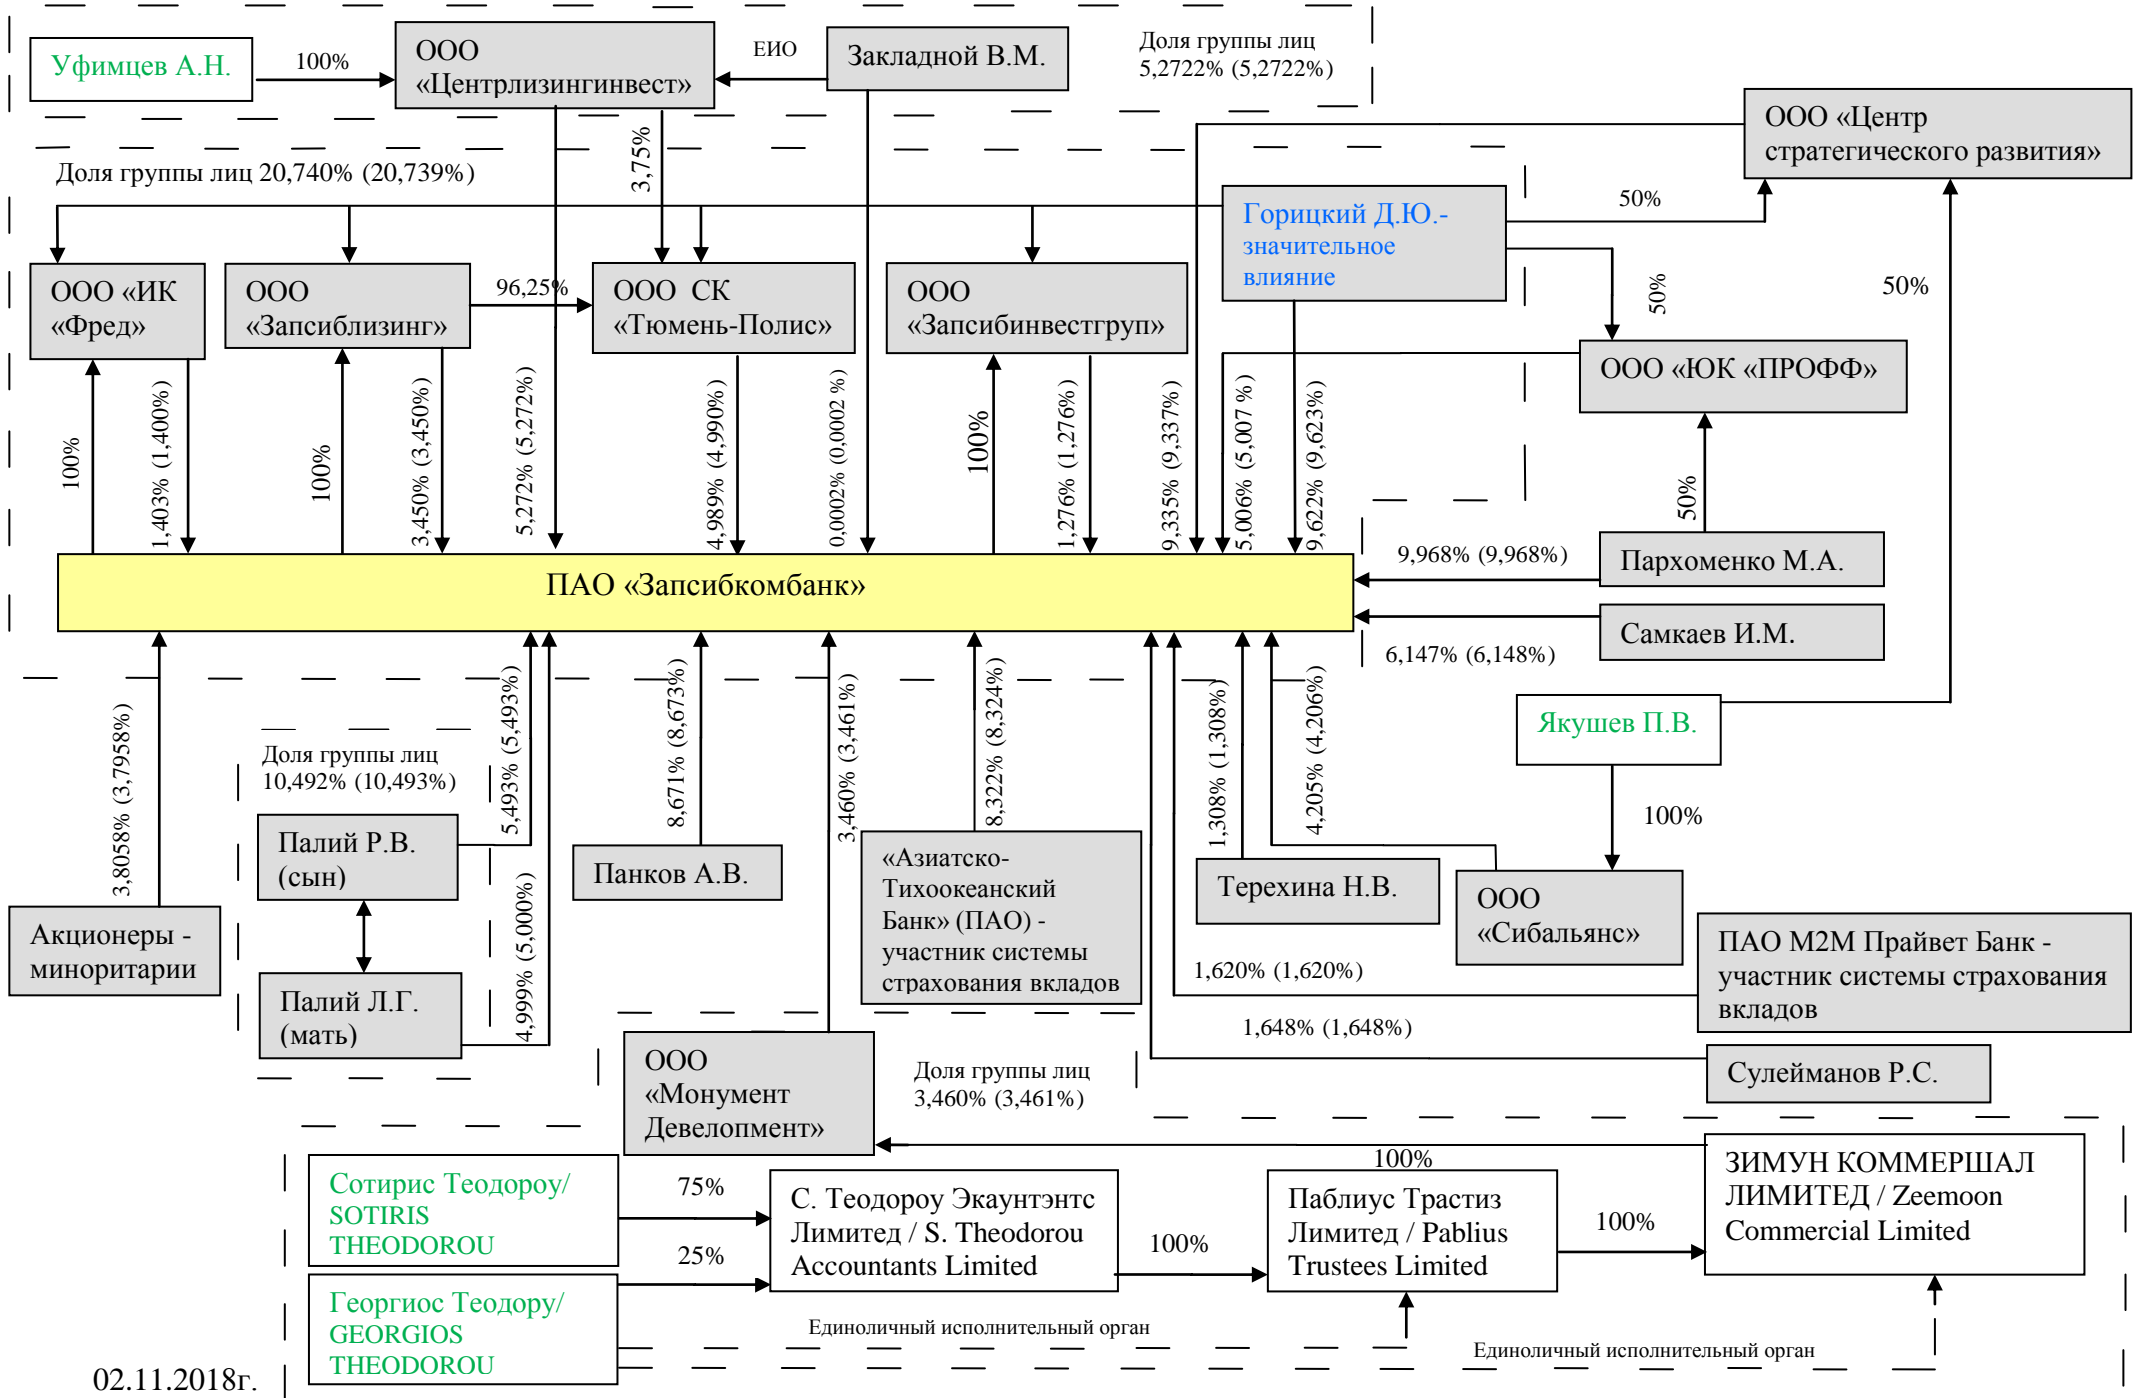 Уфимцев А.Н.
100%
ООО
«Центрлизингинвест»
ЕИО
Закладной В.М.
Доля группы лиц
5,2722% (5,2722%)
ООО «Центр
стратегического развития»
Доля группы лиц 20,740% (20,739%)
3,75%
Горицкий Д.Ю.-
значительное
влияние
50%
50%
50%
ООО «ИК
«Фред»
ООО
«Запсиблизинг»
96,25%
ООО СК
«Тюмень-Полис»
ООО
«Запсибинвестгруп»
ООО «ЮК «ПРОФФ»
100%
1,403% (1,400%)
100%
3,450% (3,450%)
5,272% (5,272%)
4,989% (4,990%)
0,0002% (0,0002 %)
100%
1,276% (1,276%)
9,335% (9,337%)
5,006% (5,007 %)
9,622% (9,623%)
50%
9,968% (9,968%)
Пархоменко М.А.
ПАО «Запсибкомбанк»
Самкаев И.М.
6,147% (6,148%)
3,8058% (3,7958%)
Доля группы лиц
10,492% (10,493%)
5,493% (5,493%)
8,671% (8,673%)
3,460% (3,461%)
8,322% (8,324%)
1,308% (1,308%)
4,205% (4,206%)
Якушев П.В.
100%
Палий Р.В.
(сын)
Панков А.В.
«Азиатско-
Тихоокеанский
Банк» (ПАО) -
участник системы
страхования вкладов
Терехина Н.В.
ООО
«Сибальянс»
Акционеры -
миноритарии
4,999% (5,000%)
Палий Л.Г.
(мать)
1,620% (1,620%)
ПАО М2М Прайвет Банк -
участник системы страхования
вкладов
1,648% (1,648%)
Сулейманов Р.С.
ООО
«Монумент
Девелопмент»
Доля группы лиц
3,460% (3,461%)
100%
Сотирис Теодороу/
SOTIRIS
THEODOROU
75%
25%
С. Теодороу Экаунтэнтс
Лимитед / S. Theodorou
Accountants Limited
100%
Паблиус Трастиз
Лимитед / Pablius
Trustees Limited
100%
ЗИМУН КОММЕРШАЛ
ЛИМИТЕД / Zeemoon
Commercial Limited
Георгиос Теодору/
GEORGIOS
THEODOROU
Единоличный исполнительный орган
Единоличный исполнительный орган
02.11.2018г.